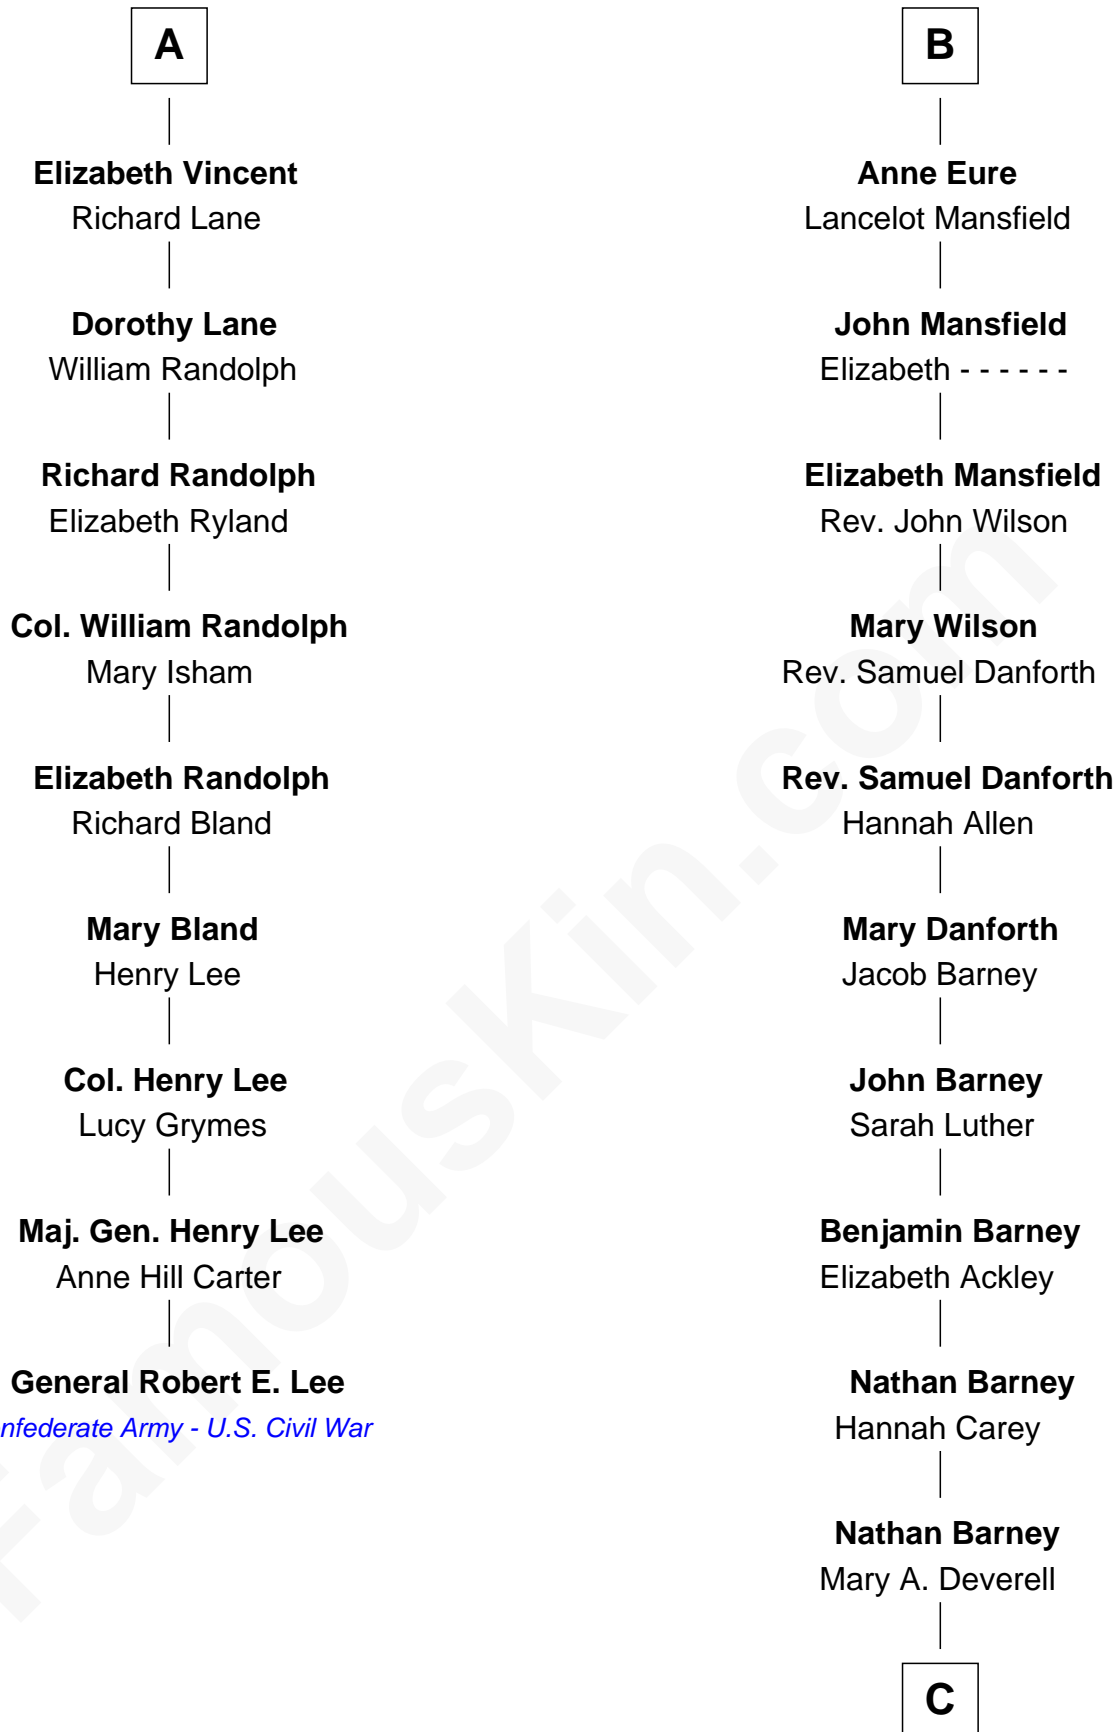 A
Elizabeth Vincent
Richard Lane
Dorothy Lane
William Randolph
Richard Randolph
Elizabeth Ryland
Col. William Randolph
Mary Isham
Elizabeth Randolph
Richard Bland
Mary Bland
Henry Lee
Col. Henry Lee
Lucy Grymes
Maj. Gen. Henry Lee
Anne Hill Carter
General Robert E. Lee
nfederate Army - U.S. Civil War
B
Anne Eure
Lancelot Mansfield
John Mansfield
Elizabeth - - - - - -
Elizabeth Mansfield
Rev. John Wilson
Mary Wilson
Rev. Samuel Danforth
Rev. Samuel Danforth
Hannah Allen
Mary Danforth
Jacob Barney
John Barney
Sarah Luther
Benjamin Barney
Elizabeth Ackley
Nathan Barney
Hannah Carey
Nathan Barney
Mary A. Deverell
C
FamousKin.com